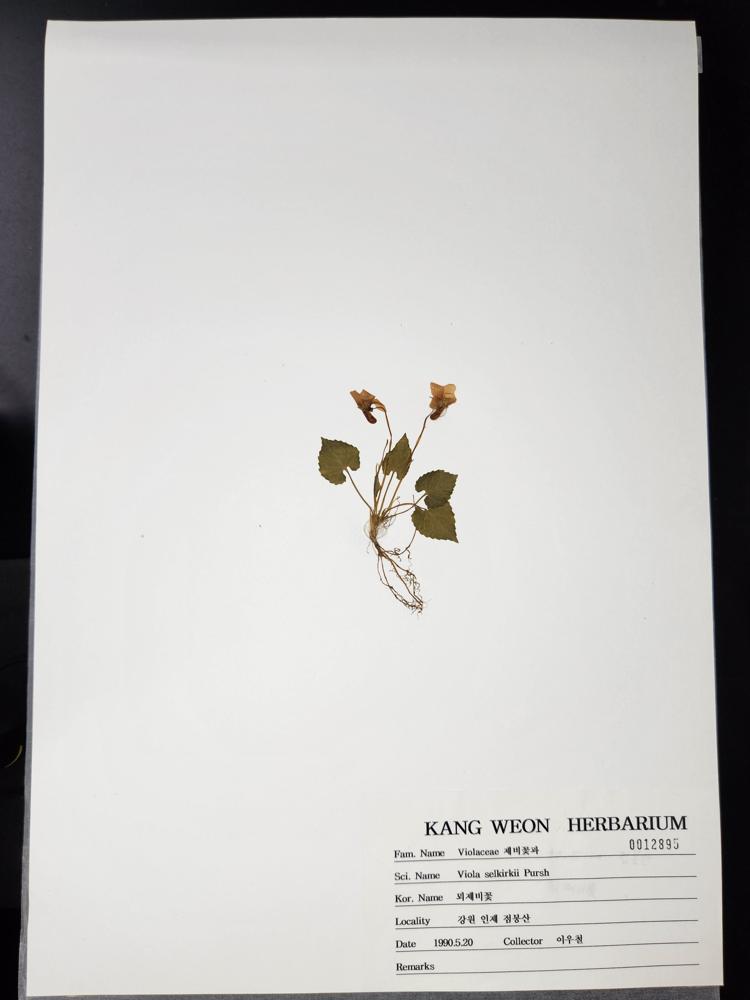 KANG WEON HERBARIUM
0012895
Fam. Name Violaceae 제비꽃과
Sci. Name Viola selkirkii Pursh
Kor. Name 뫼제비꽃
Locality 강원 인제 점봉산
Date 1990.5.20 Collector 이우철
Remarks